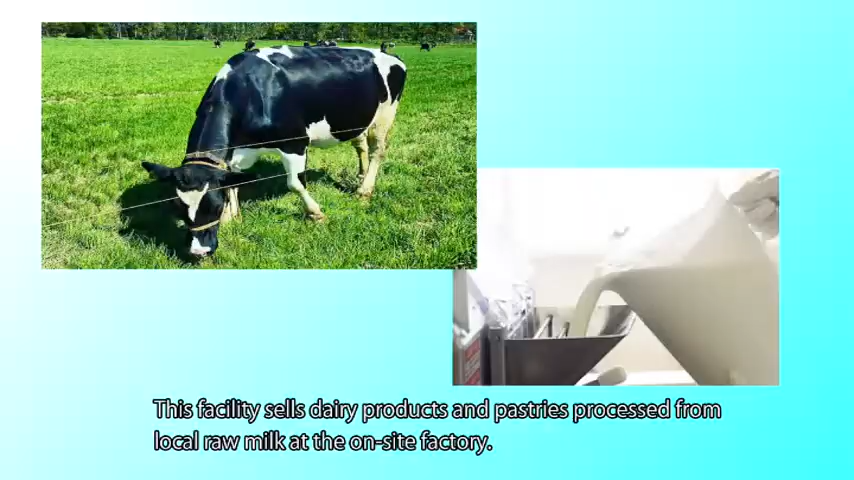 This facility sells dairy products and pastries processed from
local raw milk at the on-site factory.